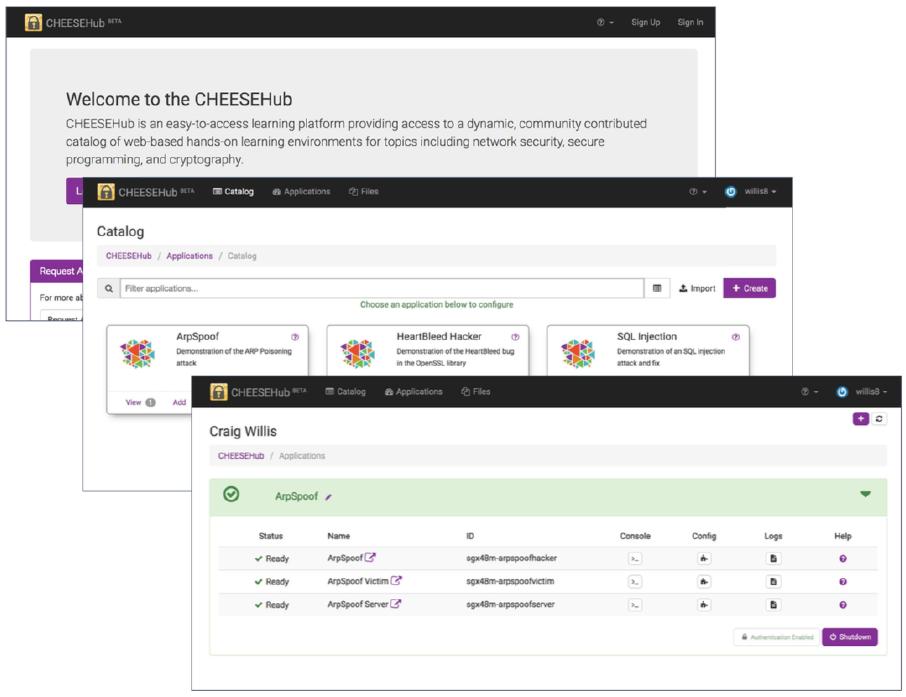 CHEESEHub BETA
Sign Up Sign In
Welcome to the CHEESEHub
CHEESEHub is an easy-to-access learning platform providing access to a dynamic, community contributed
catalog of web-based hands-on learning environments for topics including network security, secure
programming, and cryptography.
Request
For more
CHEESEHub BETA Catalog Applications Files willis8
Catalog
CHEESEHub / Applications / Catalog
Filter applications... Import + Create
Choose an application below to configure
ArpSpoof
Demonstration of the ARP Poisoning
attack
View 1 Add
HeartBleed Hacker
Demonstration of the HeartBleed bug
in the OpenSSL library
SQL Injection
Demonstration of an SQL injection
attack and fix
CHEESEHub BETA Catalog Applications Files willis8
Craig Willis
CHEESEHub / Applications
ArpSpoof
Status Name ID Console Config Logs Help
Ready ArpSpoof sgx48m-arpspoofhacker
Ready ArpSpoof Victim sgx48m-arpspoofvictim
Ready ArpSpoof Server sgx48m-arpspoofserver
Authentication Enabled Shutdown